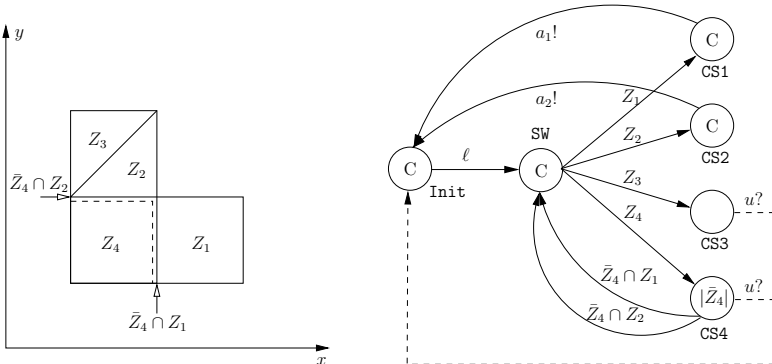 y
Z₃
Z₂
Z̄₄ ∩ Z₂
Z₄
Z₁
Z̄₄ ∩ Z₁
x
a₁!
C
CS1
Z₁
a₂!
C
CS2
SW
Z₂
C
Init
ℓ
C
Z₃
CS3
u?
Z₄
Z̄₄ ∩ Z₁
Z̄₄ ∩ Z₂
|Z̄₄|
u?
CS4